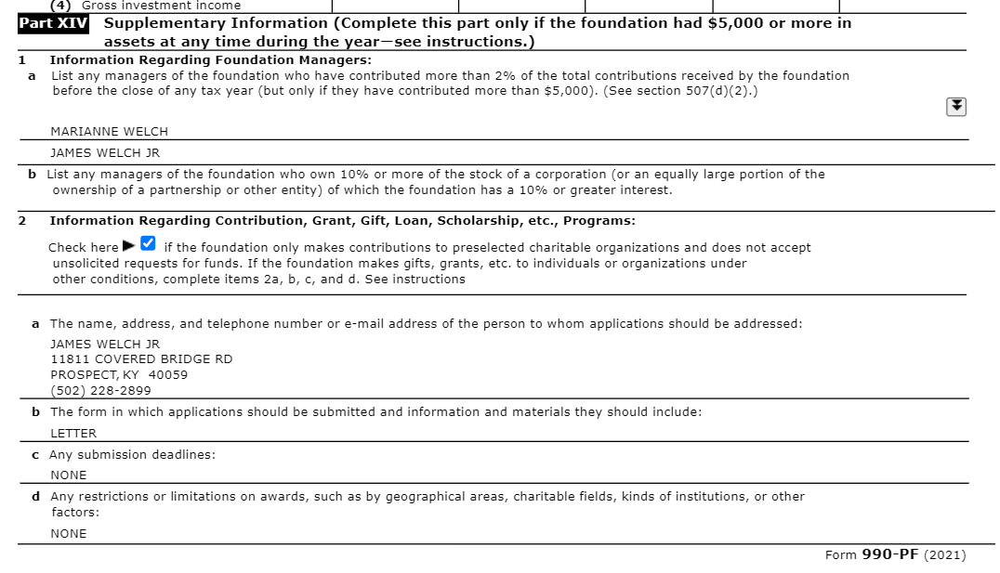 (4) Gross investment income
Part XIV Supplementary Information (Complete this part only if the foundation had $5,000 or more in
assets at any time during the year—see instructions.)
1 Information Regarding Foundation Managers:
a List any managers of the foundation who have contributed more than 2% of the total contributions received by the foundation
before the close of any tax year (but only if they have contributed more than $5,000). (See section 507(d)(2).)
MARIANNE WELCH
JAMES WELCH JR
b List any managers of the foundation who own 10% or more of the stock of a corporation (or an equally large portion of the
ownership of a partnership or other entity) of which the foundation has a 10% or greater interest.
2 Information Regarding Contribution, Grant, Gift, Loan, Scholarship, etc., Programs:
Check here ▶ ☑ if the foundation only makes contributions to preselected charitable organizations and does not accept
unsolicited requests for funds. If the foundation makes gifts, grants, etc. to individuals or organizations under
other conditions, complete items 2a, b, c, and d. See instructions
a The name, address, and telephone number or e-mail address of the person to whom applications should be addressed:
JAMES WELCH JR
11811 COVERED BRIDGE RD
PROSPECT, KY 40059
(502) 228-2899
b The form in which applications should be submitted and information and materials they should include:
LETTER
c Any submission deadlines:
NONE
d Any restrictions or limitations on awards, such as by geographical areas, charitable fields, kinds of institutions, or other
factors:
NONE
Form 990-PF (2021)